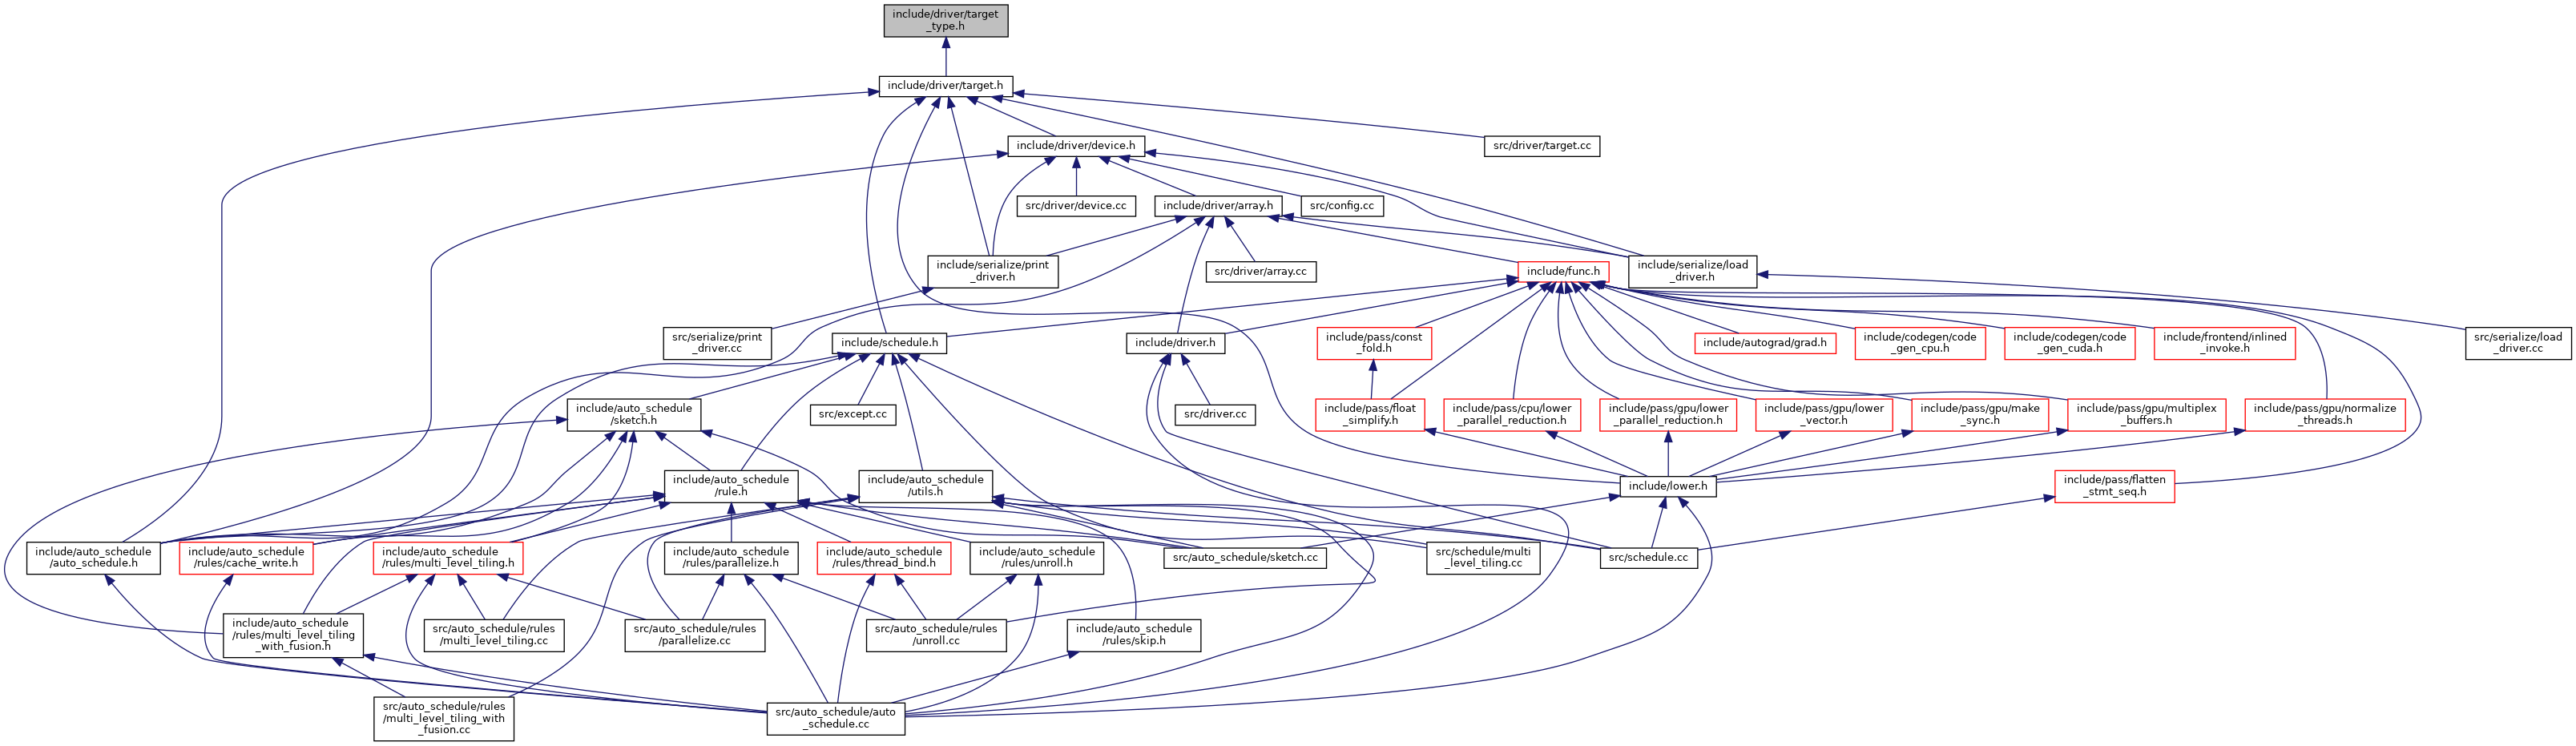 include/driver/target
_type.h
include/driver/target.h
include/driver/device.h
src/driver/target.cc
src/driver/device.cc
include/driver/array.h
src/config.cc
include/serialize/print
_driver.h
src/driver/array.cc
include/func.h
include/serialize/load
_driver.h
src/serialize/print
_driver.cc
include/schedule.h
include/driver.h
include/pass/const
_fold.h
include/autograd/grad.h
include/codegen/code
_gen_cpu.h
include/codegen/code
_gen_cuda.h
include/frontend/inlined
_invoke.h
src/serialize/load
_driver.cc
include/auto_schedule
/sketch.h
src/except.cc
src/driver.cc
include/pass/float
_simplify.h
include/pass/cpu/lower
_parallel_reduction.h
include/pass/gpu/lower
_parallel_reduction.h
include/pass/gpu/lower
_vector.h
include/pass/gpu/make
_sync.h
include/pass/gpu/multiplex
_buffers.h
include/pass/gpu/normalize
_threads.h
include/auto_schedule
/rule.h
include/auto_schedule
/utils.h
include/lower.h
include/pass/flatten
_stmt_seq.h
include/auto_schedule
/auto_schedule.h
include/auto_schedule
/rules/cache_write.h
include/auto_schedule
/rules/multi_level_tiling.h
include/auto_schedule
/rules/parallelize.h
include/auto_schedule
/rules/thread_bind.h
include/auto_schedule
/rules/unroll.h
src/auto_schedule/sketch.cc
src/schedule/multi
_level_tiling.cc
src/schedule.cc
include/auto_schedule
/rules/multi_level_tiling
_with_fusion.h
src/auto_schedule/rules
/multi_level_tiling.cc
src/auto_schedule/rules
/parallelize.cc
src/auto_schedule/rules
/unroll.cc
include/auto_schedule
/rules/skip.h
src/auto_schedule/rules
/multi_level_tiling_with
_fusion.cc
src/auto_schedule/auto
_schedule.cc